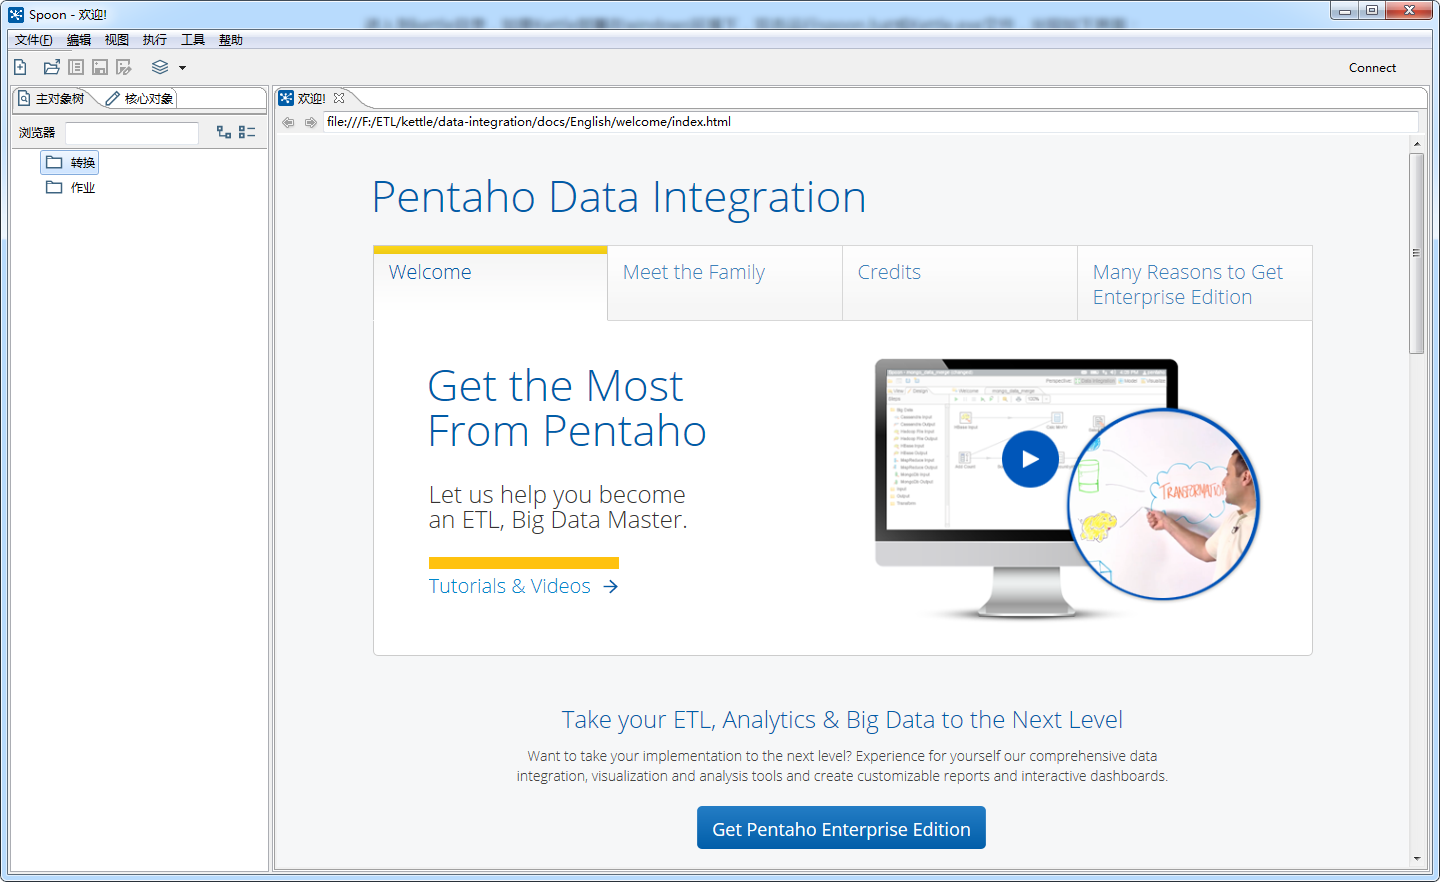 Spoon - 欢迎!
文件(F) 编辑 视图 执行 工具 帮助
Connect
主对象树 核心对象
浏览器
转换
作业
欢迎!
file:///F:/ETL/kettle/data-integration/docs/English/welcome/index.html
Pentaho Data Integration
Welcome
Meet the Family
Credits
Many Reasons to Get
Enterprise Edition
Get the Most
From Pentaho
Let us help you become
an ETL, Big Data Master.
Tutorials & Videos
TRANSFORMATION
Take your ETL, Analytics & Big Data to the Next Level
Want to take your implementation to the next level? Experience for yourself our comprehensive data
integration, visualization and analysis tools and create customizable reports and interactive dashboards.
Get Pentaho Enterprise Edition